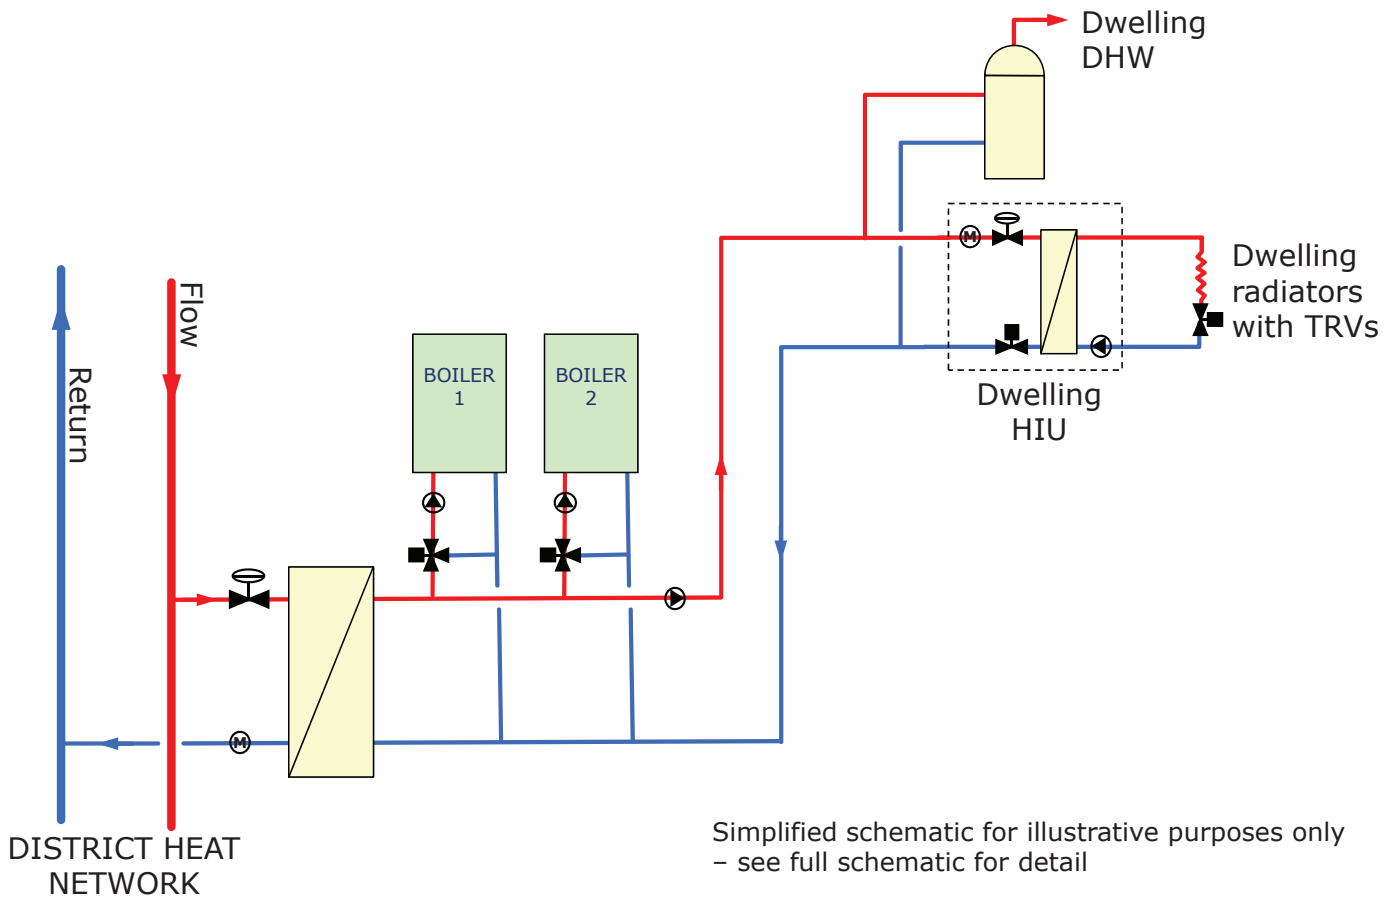 Dwelling
DHW
Flow
Return
BOILER
1
BOILER
2
M
Dwelling
radiators
with TRVs
Dwelling
HIU
M
DISTRICT HEAT
NETWORK
Simplified schematic for illustrative purposes only
– see full schematic for detail